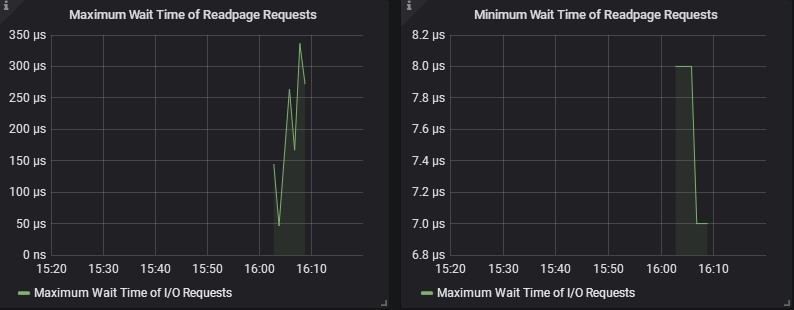 i
Maximum Wait Time of Readpage Requests
350 µs
300 µs
250 µs
200 µs
150 µs
100 µs
50 µs
0 ns
15:20 15:30 15:40 15:50 16:00 16:10
Maximum Wait Time of I/O Requests
i
Minimum Wait Time of Readpage Requests
8.2 µs
8.0 µs
7.8 µs
7.6 µs
7.4 µs
7.2 µs
7.0 µs
6.8 µs
15:20 15:30 15:40 15:50 16:00 16:10
Maximum Wait Time of I/O Requests